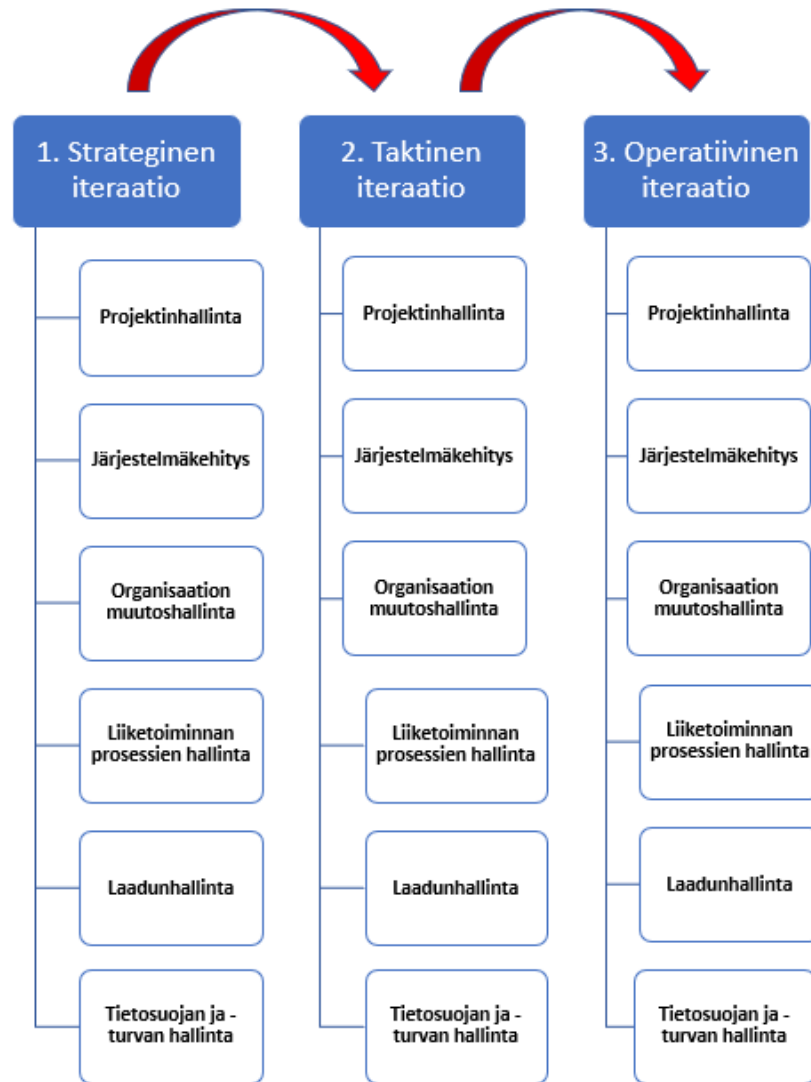 1. Strateginen
iteraatio
Projektinhallinta
Järjestelmäkehitys
Organisaation
muutoshallinta
Liiketoiminnan
prosessien hallinta
Laadunhallinta
Tietosuojan ja -
turvan hallinta
2. Taktinen
iteraatio
Projektinhallinta
Järjestelmäkehitys
Organisaation
muutoshallinta
Liiketoiminnan
prosessien hallinta
Laadunhallinta
Tietosuojan ja -
turvan hallinta
3. Operatiivinen
iteraatio
Projektinhallinta
Järjestelmäkehitys
Organisaation
muutoshallinta
Liiketoiminnan
prosessien hallinta
Laadunhallinta
Tietosuojan ja -
turvan hallinta